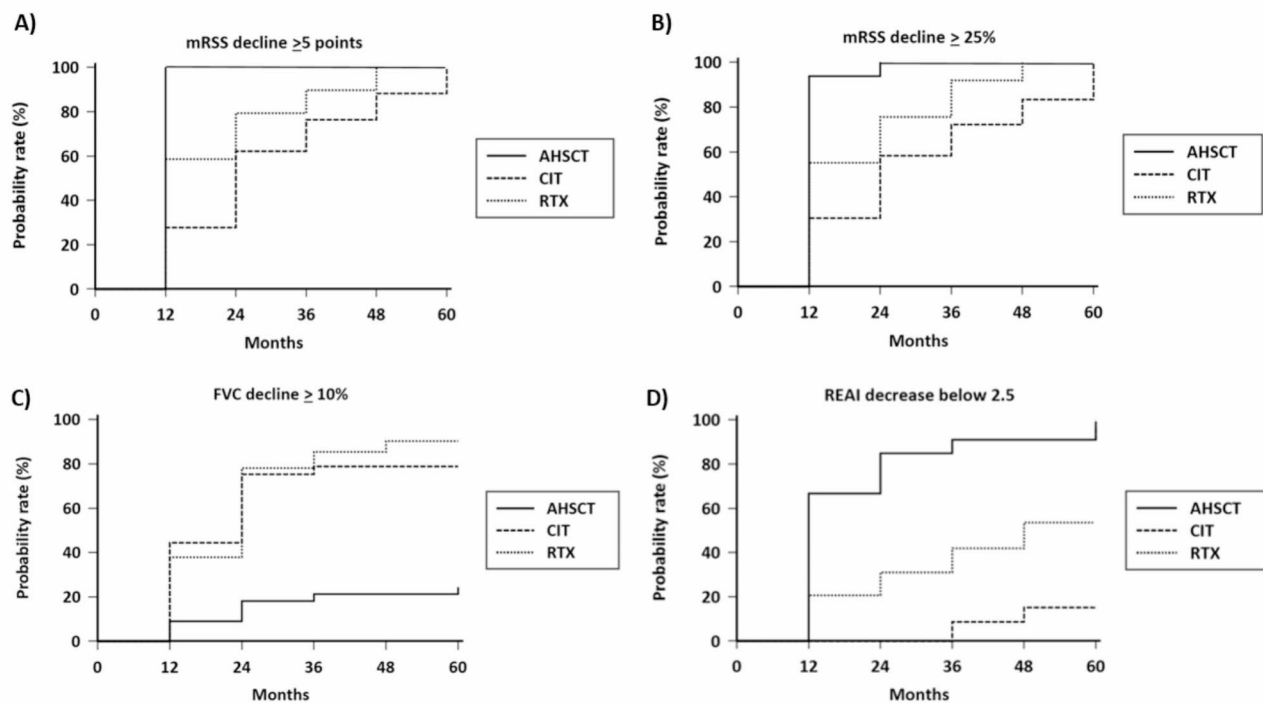 A)
mRSS decline ≥5 points
Probability rate (%)
100
80
60
40
20
0
0 12 24 36 48 60
Months
AHSCT
CIT
RTX
B)
mRSS decline ≥ 25%
Probability rate (%)
100
80
60
40
20
0
0 12 24 36 48 60
Months
AHSCT
CIT
RTX
C)
FVC decline ≥ 10%
Probability rate (%)
100
80
60
40
20
0
0 12 24 36 48 60
Months
AHSCT
CIT
RTX
D)
REAI decrease below 2.5
Probability rate (%)
100
80
60
40
20
0
0 12 24 36 48 60
Months
AHSCT
CIT
RTX